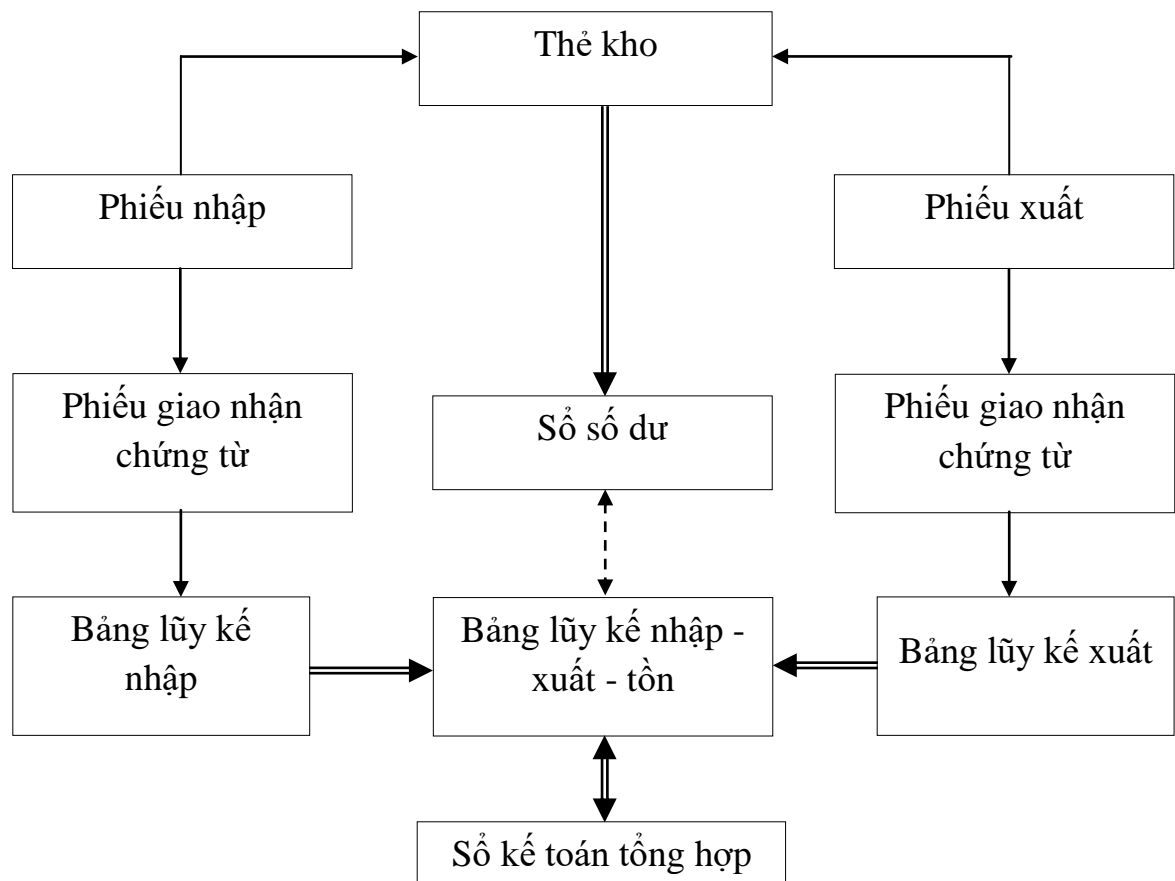 Thẻ kho
Phiếu nhập
Phiếu xuất
Phiếu giao nhận
chứng từ
Sổ số dư
Phiếu giao nhận
chứng từ
Bảng lũy kế
nhập
Bảng lũy kế nhập -
xuất - tồn
Bảng lũy kế xuất
Sổ kế toán tổng hợp